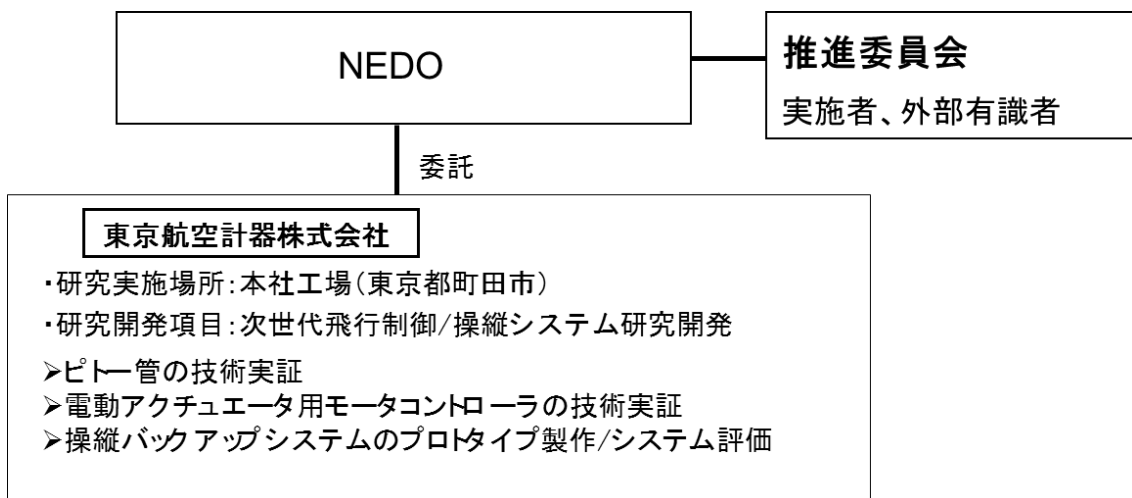 NEDO
推進委員会
実施者、外部有識者
委託
東京航空計器株式会社
・研究実施場所:本社工場(東京都町田市)
・研究開発項目:次世代飛行制御/操縦システム研究開発
➢ピトー管の技術実証
➢電動アクチュエータ用モータコントローラの技術実証
➢操縦バックアップシステムのプロトタイプ製作/システム評価